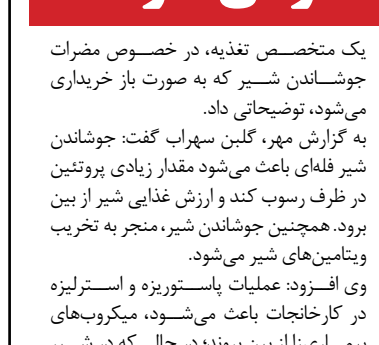 یک متخصص تغذیه، در خصوص مضرات
جوشاندن شیر که به صورت باز خریداری
می‌شود، توضیحاتی داد.
به گزارش مهر، گلبن سهراب گفت: جوشاندن
شیر فله‌ای باعث می‌شود مقدار زیادی پروتئین
در ظرف رسوب کند و ارزش غذایی شیر از بین
برود. همچنین جوشاندن شیر، منجر به تخریب
ویتامین‌های شیر می‌شود.
وی افزود: عملیات پاستوریزه و استرلیزه
در کارخانجات باعث می‌شود، میکروب‌های